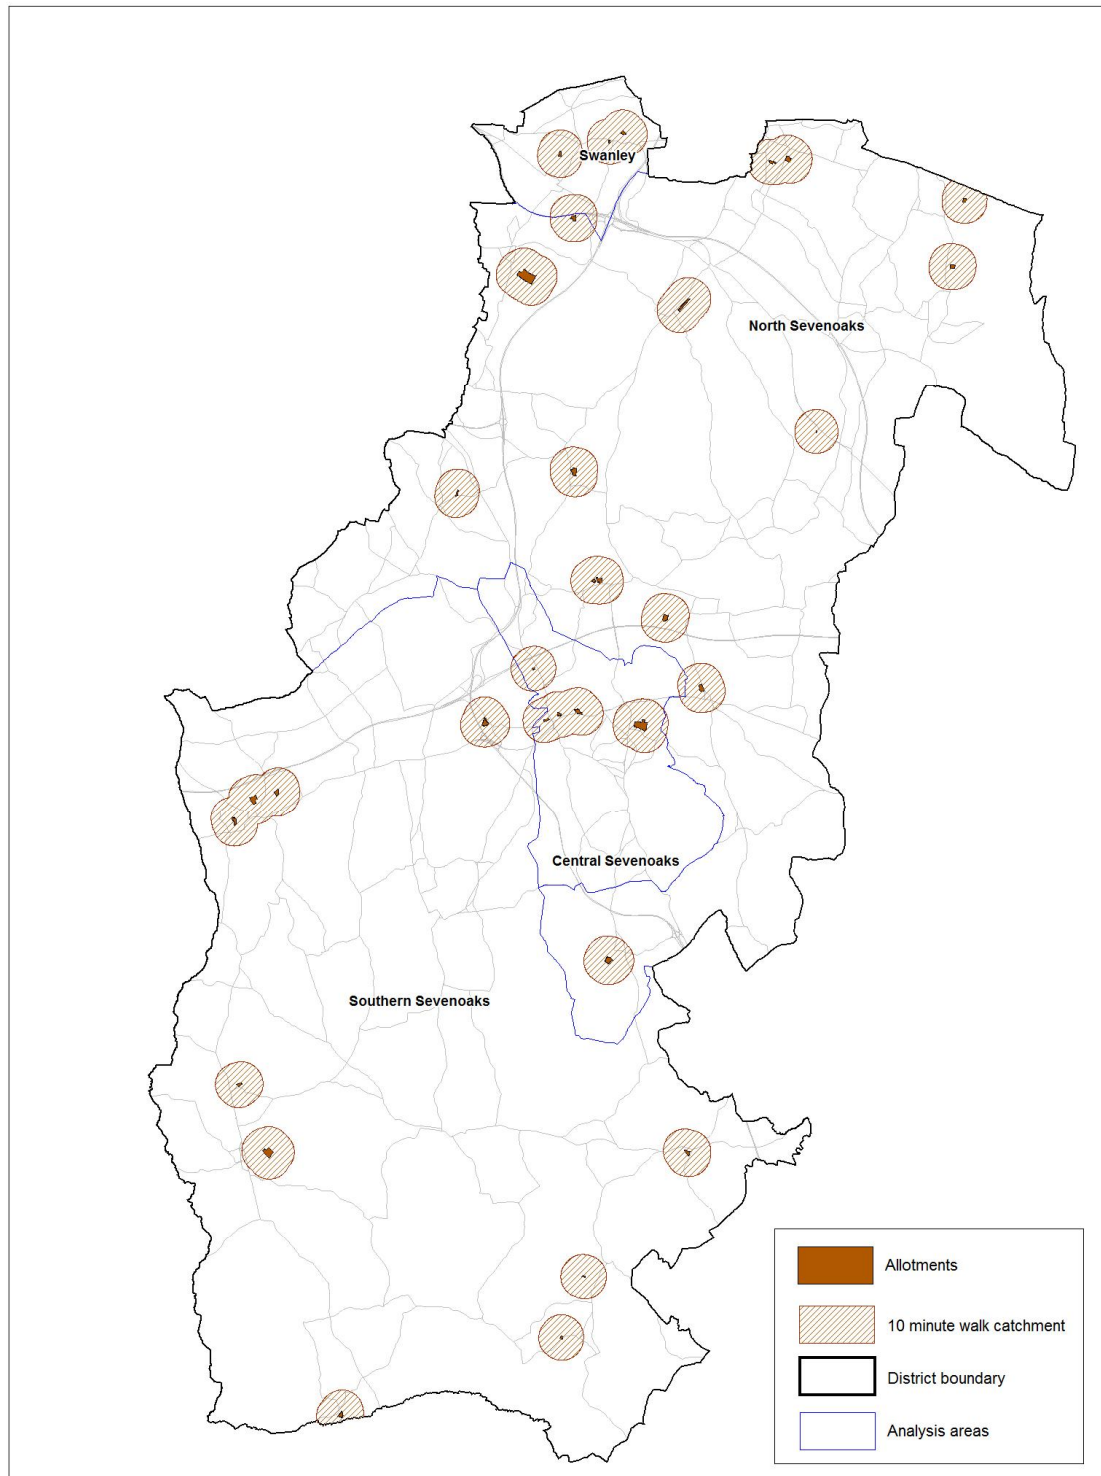 Swanley
North Sevenoaks
Central Sevenoaks
Southern Sevenoaks
Allotments
10 minute walk catchment
District boundary
Analysis areas